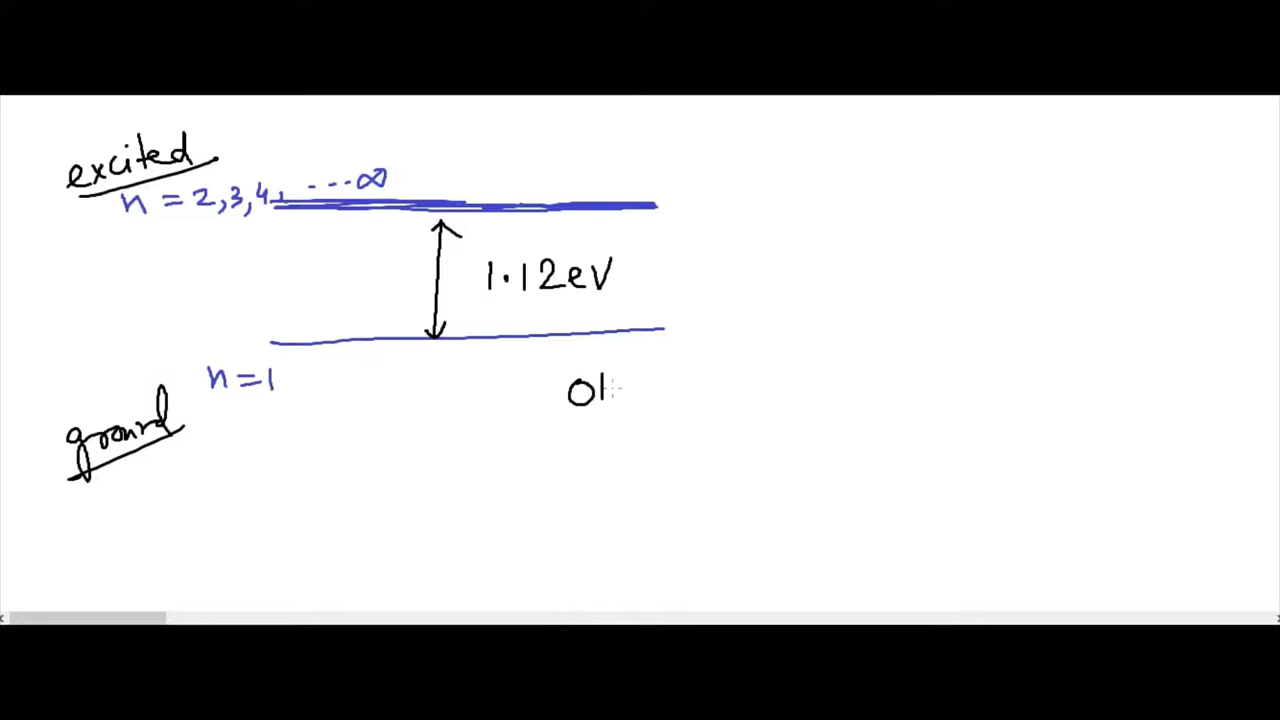 excited
n = 2,3,4, ---∞
1.12eV
n = 1
ground